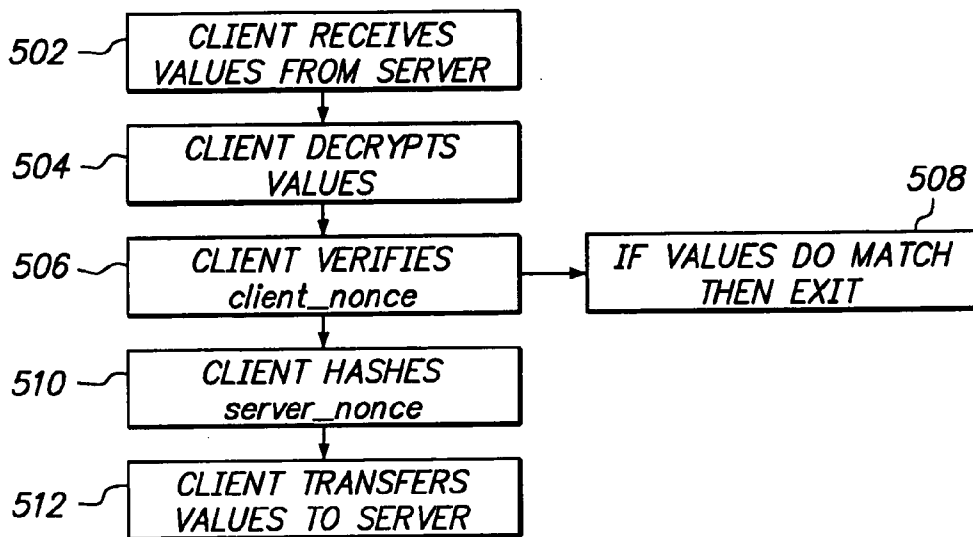 502
CLIENT RECEIVES
VALUES FROM SERVER
504
CLIENT DECRYPTS
VALUES
506
CLIENT VERIFIES
client_nonce
508
IF VALUES DO MATCH
THEN EXIT
510
CLIENT HASHES
server_nonce
512
CLIENT TRANSFERS
VALUES TO SERVER